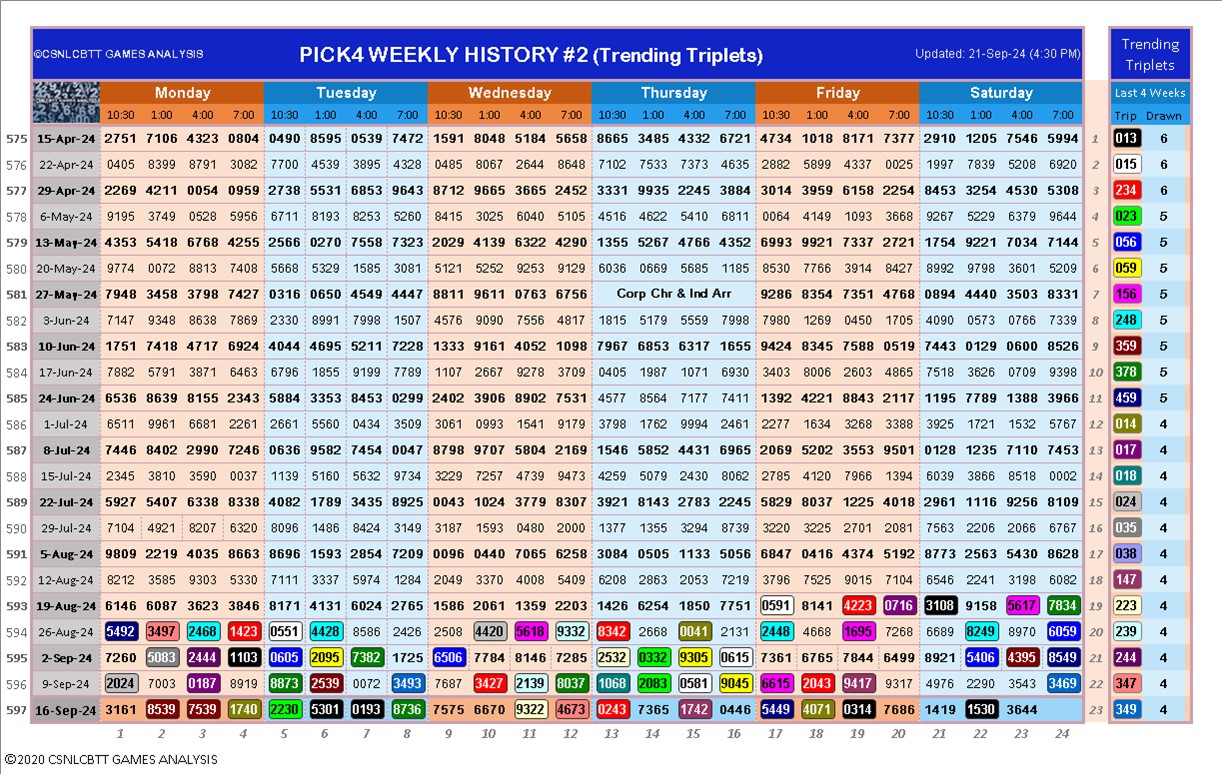 ©CSNLCBTT GAMES ANALYSIS PICK4 WEEKLY HISTORY #2 (Trending Triplets) Updated: 21-Sep-24 (4:30 PM) Trending
Triplets
Monday Tuesday Wednesday Thursday Friday Saturday Last 4 Weeks
10:30 1:00 4:00 7:00 10:30 1:00 4:00 7:00 10:30 1:00 4:00 7:00 10:30 1:00 4:00 7:00 10:30 1:00 4:00 7:00 10:30 1:00 4:00 7:00 Trip Drawn
575 15-Apr-24 2751 7106 4323 0804 0490 8595 0539 7472 1591 8048 5184 5658 8665 3485 4332 6721 4734 1018 8171 7377 2910 1205 7546 5994 1 013 6
576 22-Apr-24 0405 8399 8791 3082 7700 4539 3895 4328 0485 8067 2644 8648 7102 7533 7373 4635 2882 5899 4337 0025 1997 7839 5208 6920 2 015 6
577 29-Apr-24 2269 4211 0054 0959 2738 5531 6853 9643 8712 9665 3665 2452 3331 9935 2245 3884 3014 3959 6158 2254 8453 3254 4530 5308 3 234 6
578 6-May-24 9195 3749 0528 5956 6711 8193 8253 5260 8415 3025 6040 5105 4516 4622 5410 6811 0064 4149 1093 3668 9267 5229 6379 9644 4 023 5
579 13-May-24 4353 5418 6768 4255 2566 0270 7558 7323 2029 4139 6322 4290 1355 5267 4766 4352 6993 9921 7337 2721 1754 9221 7034 7144 5 056 5
580 20-May-24 9774 0072 8813 7408 5668 5329 1585 3081 5121 5252 9253 9129 6036 0669 5685 1185 8530 7766 3914 8427 8992 9798 3601 5209 6 059 5
581 27-May-24 7948 3458 3798 7427 0316 0650 4549 4447 8811 9611 0763 6756 Corp Chr & Ind Arr 9286 8354 7351 4768 0894 4440 3503 8331 7 156 5
582 3-Jun-24 7147 9348 8638 7869 2330 8991 7998 1507 4576 9090 7556 4817 1815 5179 5559 7998 7980 1269 0450 1705 4090 0573 0766 7339 8 248 5
583 10-Jun-24 1751 7418 4717 6924 4044 4695 5211 7228 1333 9161 4052 1098 7967 6853 6317 1655 9424 8345 7588 0519 7443 0129 0600 8526 9 359 5
584 17-Jun-24 7882 5791 3871 6463 6796 1855 9199 7789 1107 2667 9278 3709 0405 1987 1071 6930 3403 8006 2603 4865 7518 3626 0709 9398 10 378 5
585 24-Jun-24 6536 8639 8155 2343 5884 3353 8453 0299 2402 3906 8902 7531 4577 8564 7177 7411 1392 4221 8843 2117 1195 7789 1388 3966 11 459 5
586 1-Jul-24 6511 9961 6681 2261 2661 5560 0434 3509 3061 0993 1541 9179 3798 1762 9994 2461 2277 1634 3268 3388 3925 1721 1532 5767 12 014 4
587 8-Jul-24 7446 8402 2990 7246 0636 9582 7454 0047 8798 9707 5804 2169 1546 5852 4431 6965 2069 5202 3553 9501 0128 1235 7110 7453 13 017 4
588 15-Jul-24 2345 3810 3590 0037 1139 5160 5632 9734 3229 7257 4739 9473 4259 5079 2430 8062 2785 4120 7966 1394 6039 3866 8518 0002 14 018 4
589 22-Jul-24 5927 5407 6338 8338 4082 1789 3435 8925 0043 1024 3779 8307 3921 8143 2783 2245 5829 8037 1225 4018 2961 1116 9256 8109 15 024 4
590 29-Jul-24 7104 4921 8207 6320 8096 1486 8424 3149 3187 1593 0480 2000 1377 1355 3294 8739 3220 3225 2701 2081 7563 2206 2066 6767 16 035 4
591 5-Aug-24 9809 2219 4035 8663 8696 1593 2854 7209 0096 0440 7065 6258 3084 0505 1133 5056 6847 0416 4374 5192 8773 2563 5430 8628 17 038 4
592 12-Aug-24 8212 3585 9303 5330 7111 3337 5974 1284 2049 3370 4008 5409 6208 2863 2053 7219 3796 7525 9015 7104 6546 2241 3198 6082 18 147 4
593 19-Aug-24 6146 6087 3623 3846 8171 4131 6024 2765 1586 2061 1359 2203 1426 6254 1850 7751 0591 8141 4223 0716 3108 9158 5617 7834 19 223 4
594 26-Aug-24 5492 3497 2468 1423 0551 4428 8586 2426 2508 4420 5618 9332 8342 2668 0041 2131 2448 4668 1695 7268 6689 8249 8970 6059 20 239 4
595 2-Sep-24 7260 5083 2444 1103 0605 2095 7382 1725 6506 7784 8146 7285 2532 0332 9305 0615 7361 6765 7844 6499 8921 5406 4395 8549 21 244 4
596 9-Sep-24 2024 7003 0187 8919 8873 2539 0072 3493 7687 3427 2139 8037 1068 2083 0581 9045 6615 2043 9417 9317 4976 2290 3543 3469 22 347 4
597 16-Sep-24 3161 8539 7539 1740 2230 5301 0193 8736 7575 6670 9322 4673 0243 7365 1742 0446 5449 4071 0314 7686 1419 1530 3644 23 349 4
1 2 3 4 5 6 7 8 9 10 11 12 13 14 15 16 17 18 19 20 21 22 23 24
©2020 CSNLCBTT GAMES ANALYSIS